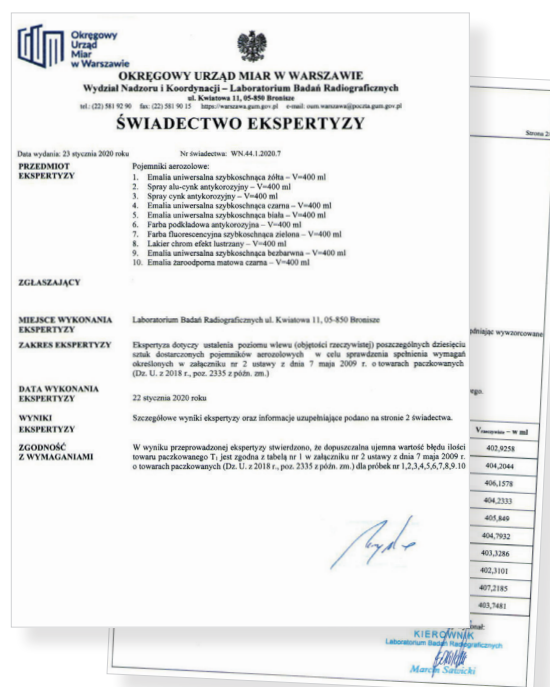 Okręgowy
Urząd
Miar
w Warszawie
OKRĘGOWY URZĄD MIAR W WARSZAWIE
Wydział Nadzoru i Koordynacji – Laboratorium Badań Radiograficznych
ul. Kwiatowa 11, 05-850 Bronisze
tel.: (22) 581 92 90 fax: (22) 581 90 15 https://warszawa.gum.gov.pl e-mail: oum.warszawa@poczta.gum.gov.pl
ŚWIADECTWO EKSPERTYZY
Data wydania: 23 stycznia 2020 roku Nr świadectwa: WN.44.1.2020.7
PRZEDMIOT Pojemniki aerozolowe:
EKSPERTYZY 1. Emalia uniwersalna szybkoschnąca żółta – V=400 ml
2. Spray alu-cynk antykorozyjny – V=400 ml
3. Spray cynk antykorozyjny – V=400 ml
4. Emalia uniwersalna szybkoschnąca czarna – V=400 ml
5. Emalia uniwersalna szybkoschnąca biała – V=400 ml
6. Farba podkładowa antykorozyjna – V=400 ml
7. Farba fluorescencyjna szybkoschnąca zielona – V=400 ml
8. Lakier chrom efekt lustrzany – V=400 ml
9. Emalia uniwersalna szybkoschnąca bezbarwna – V=400 ml
10. Emalia żaroodporna matowa czarna – V=400 ml
ZGŁASZAJĄCY
MIEJSCE WYKONANIA Laboratorium Badań Radiograficznych ul. Kwiatowa 11, 05-850 Bronisze
EKSPERTYZY
ZAKRES EKSPERTYZY Ekspertyza dotyczy ustalenia poziomu wlewu (objętości rzeczywistej) poszczególnych dziesięciu
sztuk dostarczonych pojemników aerozolowych w celu sprawdzenia spełnienia wymagań
określonych w załączniku nr 2 ustawy z dnia 7 maja 2009 r. o towarach paczkowanych
(Dz. U. z 2018 r., poz. 2335 z późn. zm.)
DATA WYKONANIA
EKSPERTYZY 22 stycznia 2020 roku
WYNIKI Szczegółowe wyniki ekspertyzy oraz informacje uzupełniające podano na stronie 2 świadectwa.
EKSPERTYZY
ZGODNOŚĆ W wyniku przeprowadzonej ekspertyzy stwierdzono, że dopuszczalna ujemna wartość błędu ilości
Z WYMAGANIAMI towaru paczkowanego T₁ jest zgodna z tabelą nr 1 w załączniku nr 2 ustawy z dnia 7 maja 2009 r.
o towarach paczkowanych (Dz. U. z 2018 r., poz. 2335 z późn. zm.) dla próbek nr 1,2,3,4,5,6,7,8,9.10
Strona 2/
wywzorcowane
– w ml
402,9258
404,2044
406,1578
404,2333
405,849
404,7932
403,3286
402,3101
407,2185
403,7481
KIEROWNIK
Laboratorium Badań Radiograficznych
Marcin Sawicki